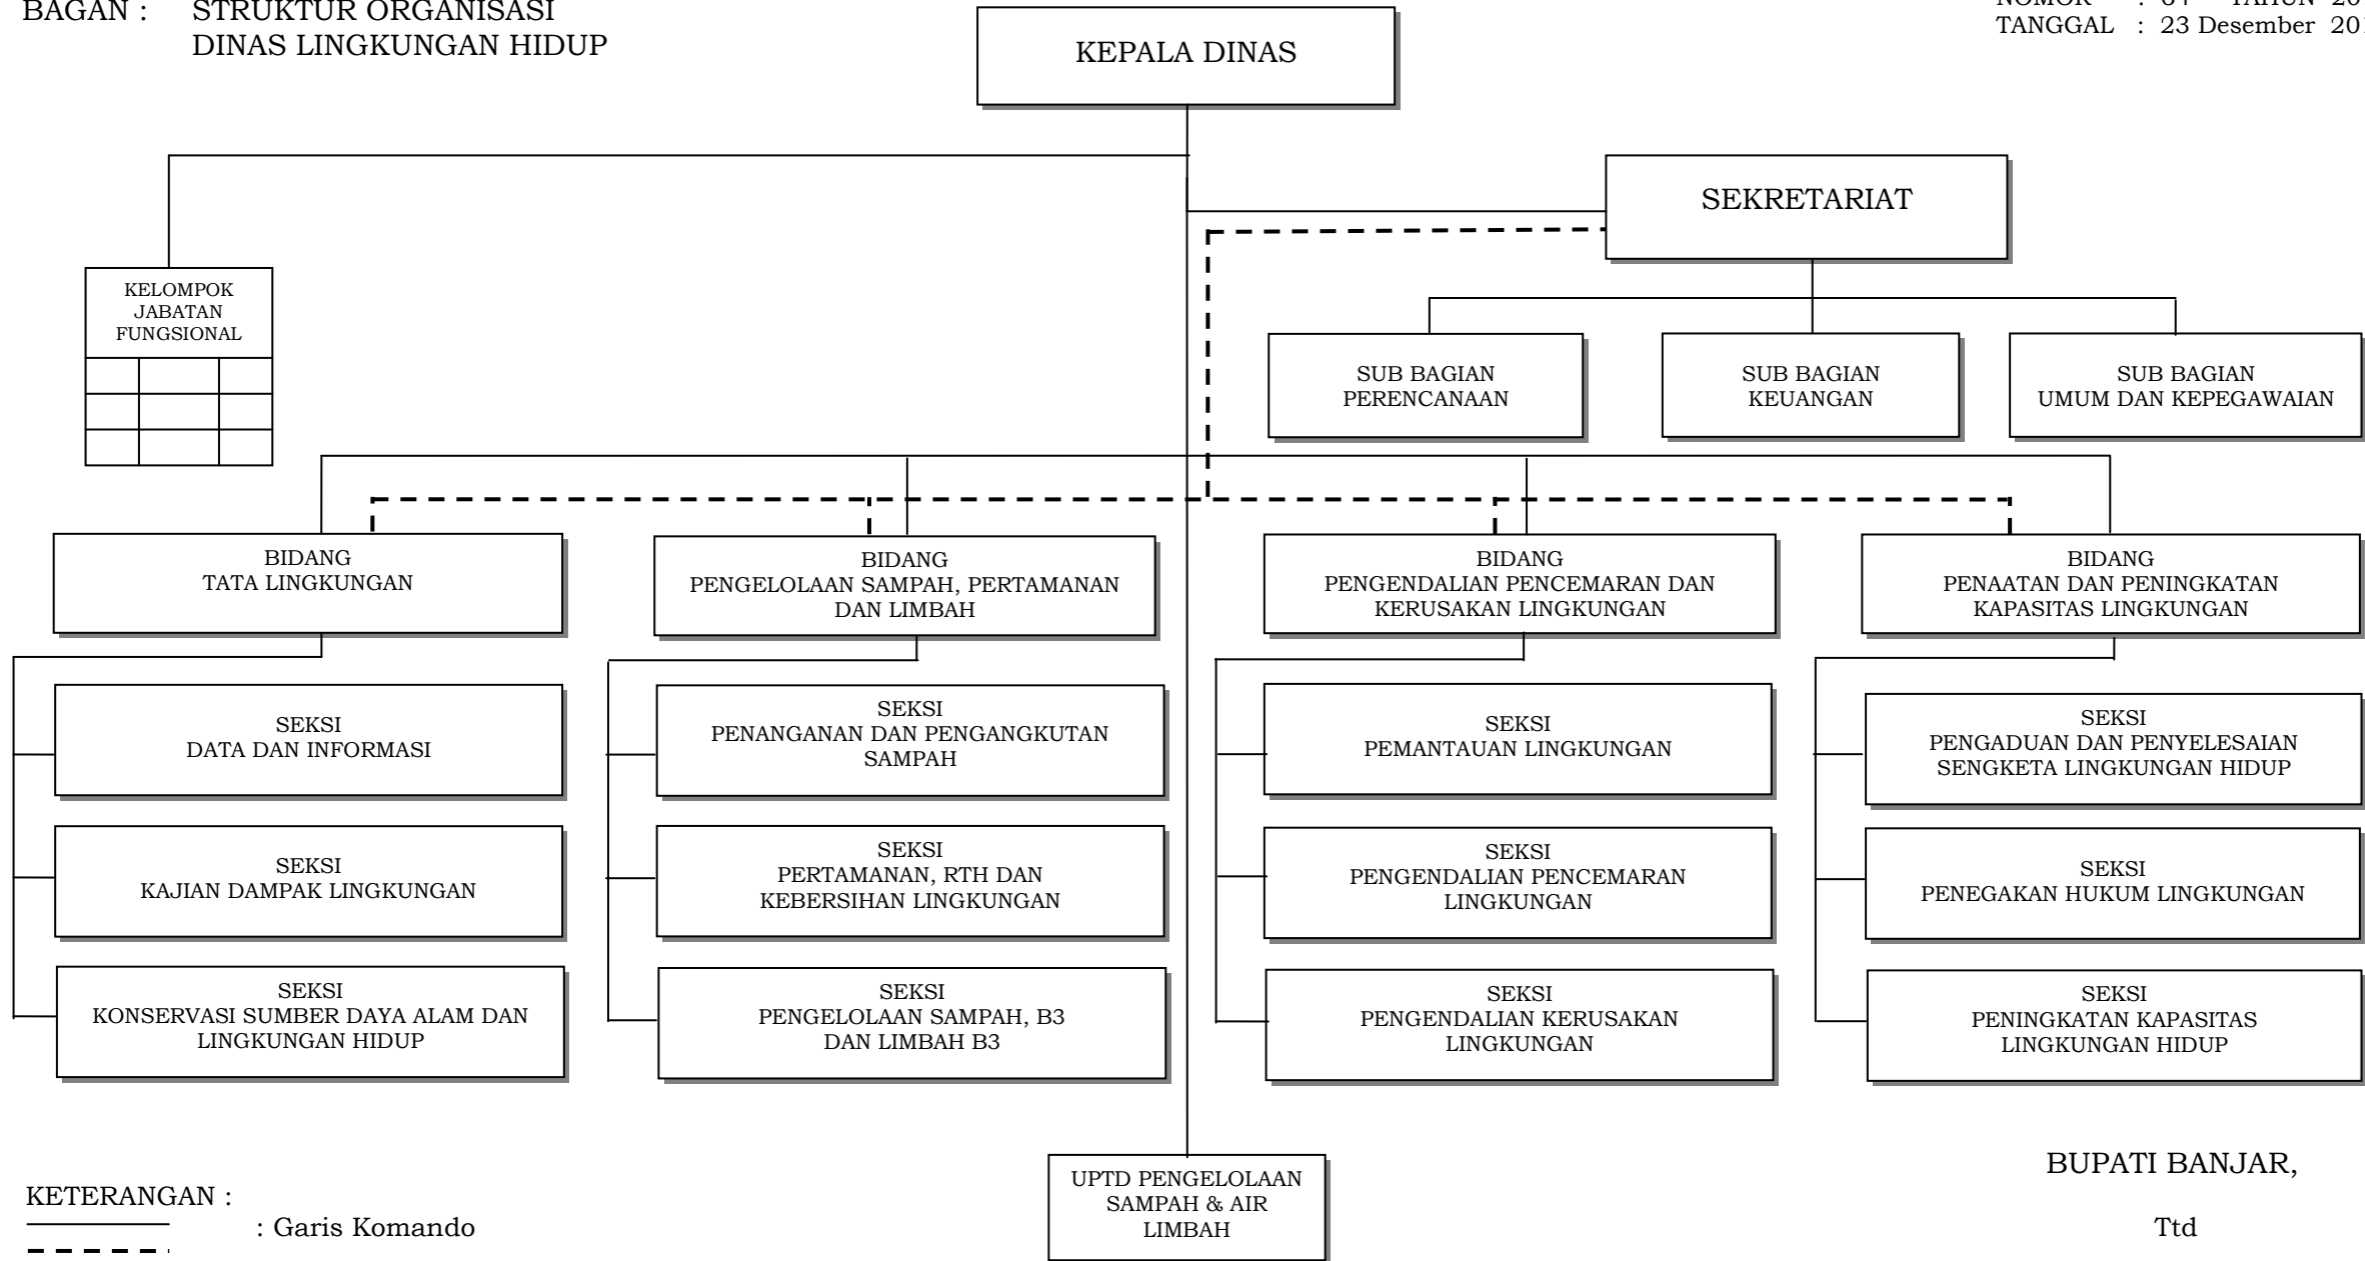 BAGAN : STRUKTUR ORGANISASI
DINAS LINGKUNGAN HIDUP
TANGGAL : 23 Desember
KEPALA DINAS
SEKRETARIAT
KELOMPOK
JABATAN
FUNGSIONAL
SUB BAGIAN
PERENCANAAN
SUB BAGIAN
KEUANGAN
SUB BAGIAN
UMUM DAN KEPEGAWAIAN
BIDANG
TATA LINGKUNGAN
BIDANG
PENGELOLAAN SAMPAH, PERTAMANAN
DAN LIMBAH
BIDANG
PENGENDALIAN PENCEMARAN DAN
KERUSAKAN LINGKUNGAN
BIDANG
PENAATAN DAN PENINGKATAN
KAPASITAS LINGKUNGAN
SEKSI
DATA DAN INFORMASI
SEKSI
PENANGANAN DAN PENGANGKUTAN
SAMPAH
SEKSI
PEMANTAUAN LINGKUNGAN
SEKSI
PENGADUAN DAN PENYELESAIAN
SENGKETA LINGKUNGAN HIDUP
SEKSI
KAJIAN DAMPAK LINGKUNGAN
SEKSI
PERTAMANAN, RTH DAN
KEBERSIHAN LINGKUNGAN
SEKSI
PENGENDALIAN PENCEMARAN
LINGKUNGAN
SEKSI
PENEGAKAN HUKUM LINGKUNGAN
SEKSI
KONSERVASI SUMBER DAYA ALAM DAN
LINGKUNGAN HIDUP
SEKSI
PENGELOLAAN SAMPAH, B3
DAN LIMBAH B3
SEKSI
PENGENDALIAN KERUSAKAN
LINGKUNGAN
SEKSI
PENINGKATAN KAPASITAS
LINGKUNGAN HIDUP
UPTD PENGELOLAAN
SAMPAH & AIR
LIMBAH
KETERANGAN :
: Garis Komando
BUPATI BANJAR,
Ttd